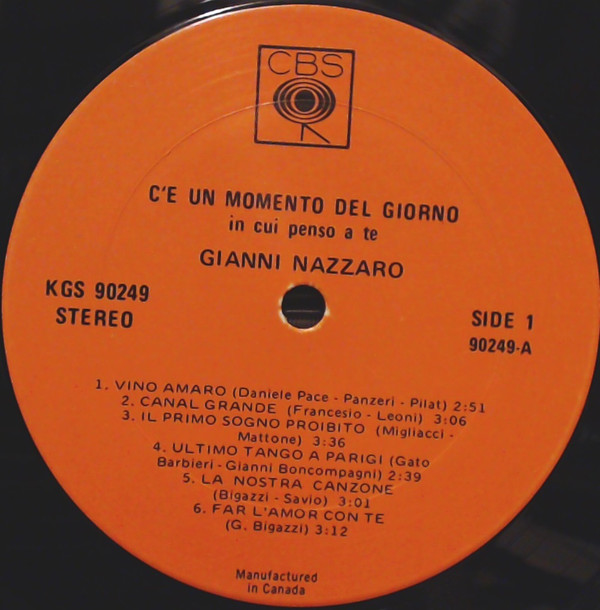 CBS
C'E UN MOMENTO DEL GIORNO
in cui penso a te
GIANNI NAZZARO
KGS 90249
STEREO
SIDE 1
90249-A
1. VINO AMARO (Daniele Pace - Panzeri - Pilat) 2:51
2. CANAL GRANDE (Francesio - Leoni) 3:06
3. IL PRIMO SOGNO PROIBITO (Migliacci -
Mattone) 3:36
4. ULTIMO TANGO A PARIGI (Gato
Barbieri - Gianni Boncompagni) 2:39
5. LA NOSTRA CANZONE
(Bigazzi - Savio) 3:01
6. FAR L'AMOR CON TE
(G. Bigazzi) 3:12
Manufactured
in Canada